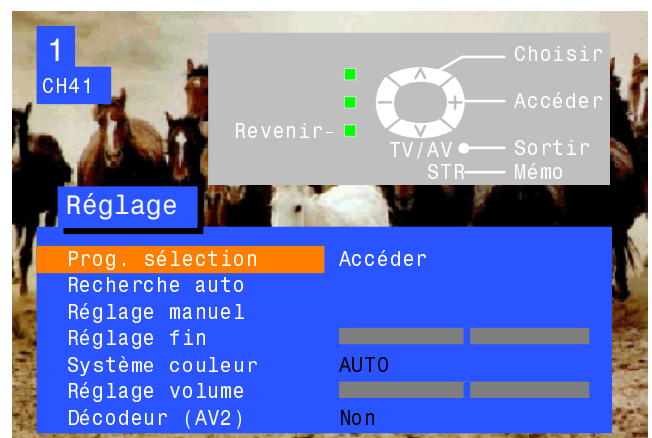 1
CH41
Choisir
Accéder
Revenir-
TV/AV Sortir
STR Mémo
Réglage
Prog. sélection Accéder
Recherche auto
Réglage manuel
Réglage fin
Système couleur AUTO
Réglage volume
Décodeur (AV2) Non